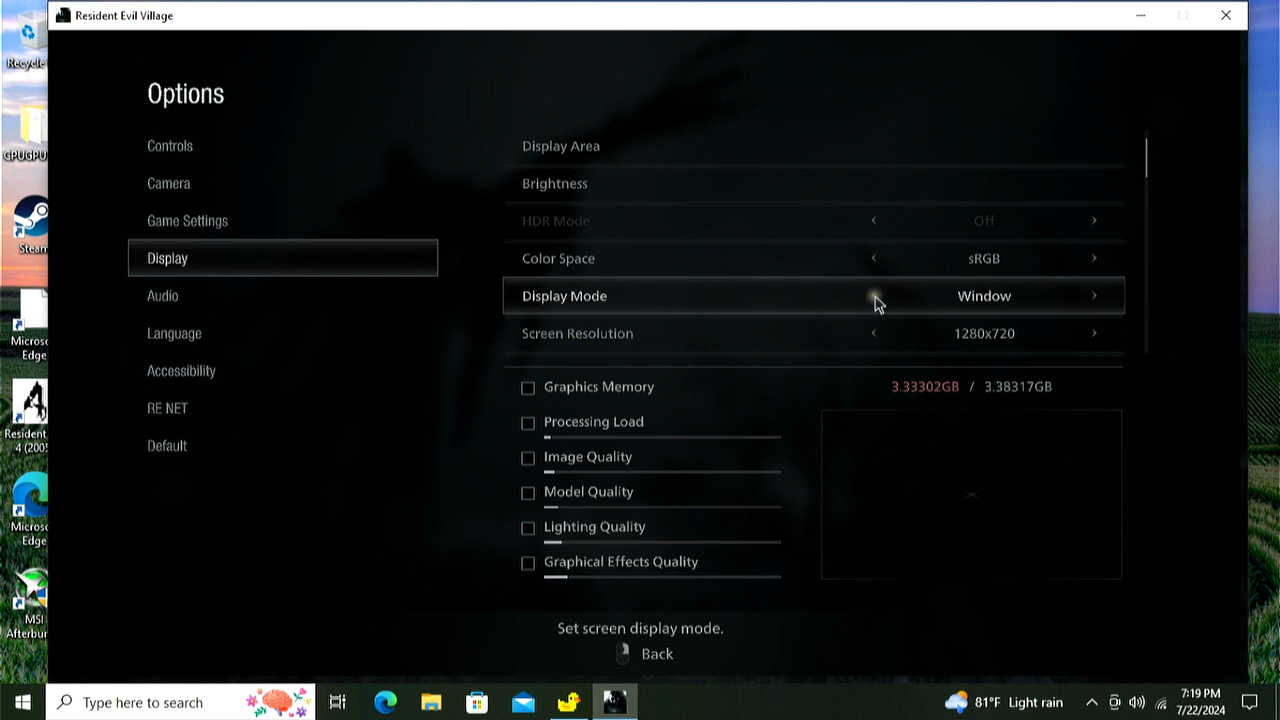 Resident Evil Village
Recycle
CPUGPU
Steam
Micros
Edge
Resident
4 (2005
Micros
Edge
MSI
Afterbur
Options
Controls
Camera
Game Settings
Display
Audio
Language
Accessibility
RE NET
Default
Display Area
Brightness
HDR Mode < Off >
Color Space < sRGB >
Display Mode Window >
Screen Resolution < 1280x720 >
Graphics Memory 3.33302GB / 3.38317GB
Processing Load
Image Quality
Model Quality
Lighting Quality
Graphical Effects Quality
Set screen display mode.
Back
Type here to search
81°F Light rain
7:19 PM
7/22/2024